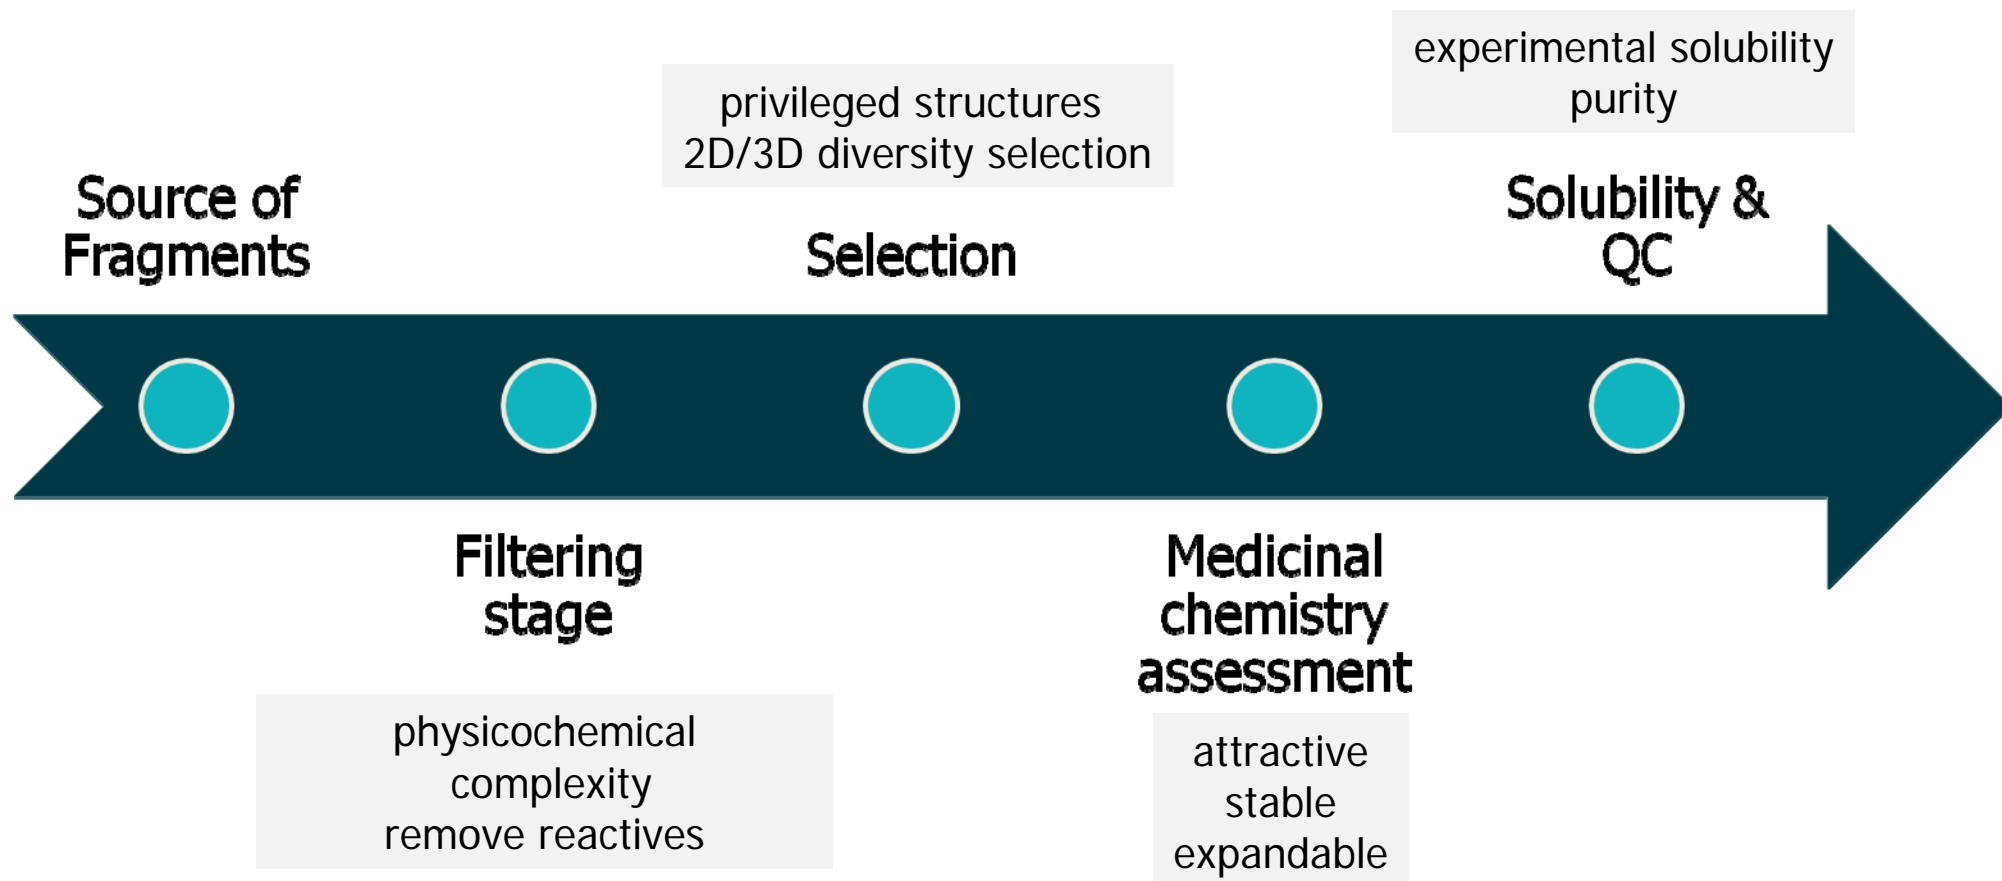 Source of
Fragments
Filtering
stage
physicochemical
complexity
remove reactives
privileged structures
2D/3D diversity selection
Selection
Medicinal
chemistry
assessment
attractive
stable
expandable
experimental solubility
purity
Solubility &
QC